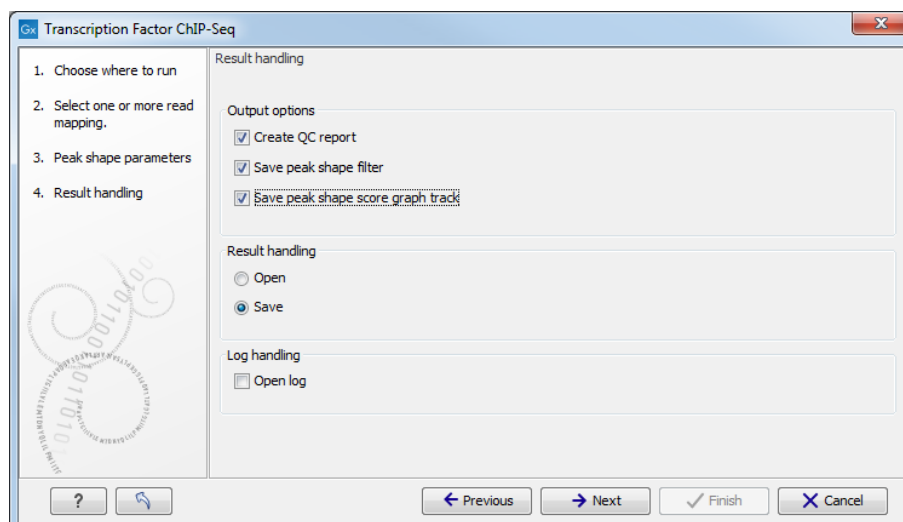 Gx Transcription Factor ChIP-Seq
1. Choose where to run
2. Select one or more read
mapping.
3. Peak shape parameters
4. Result handling
Result handling
Output options
Create QC report
Save peak shape filter
Save peak shape score graph track
Result handling
Open
Save
Log handling
Open log
?
Previous
Next
Finish
Cancel